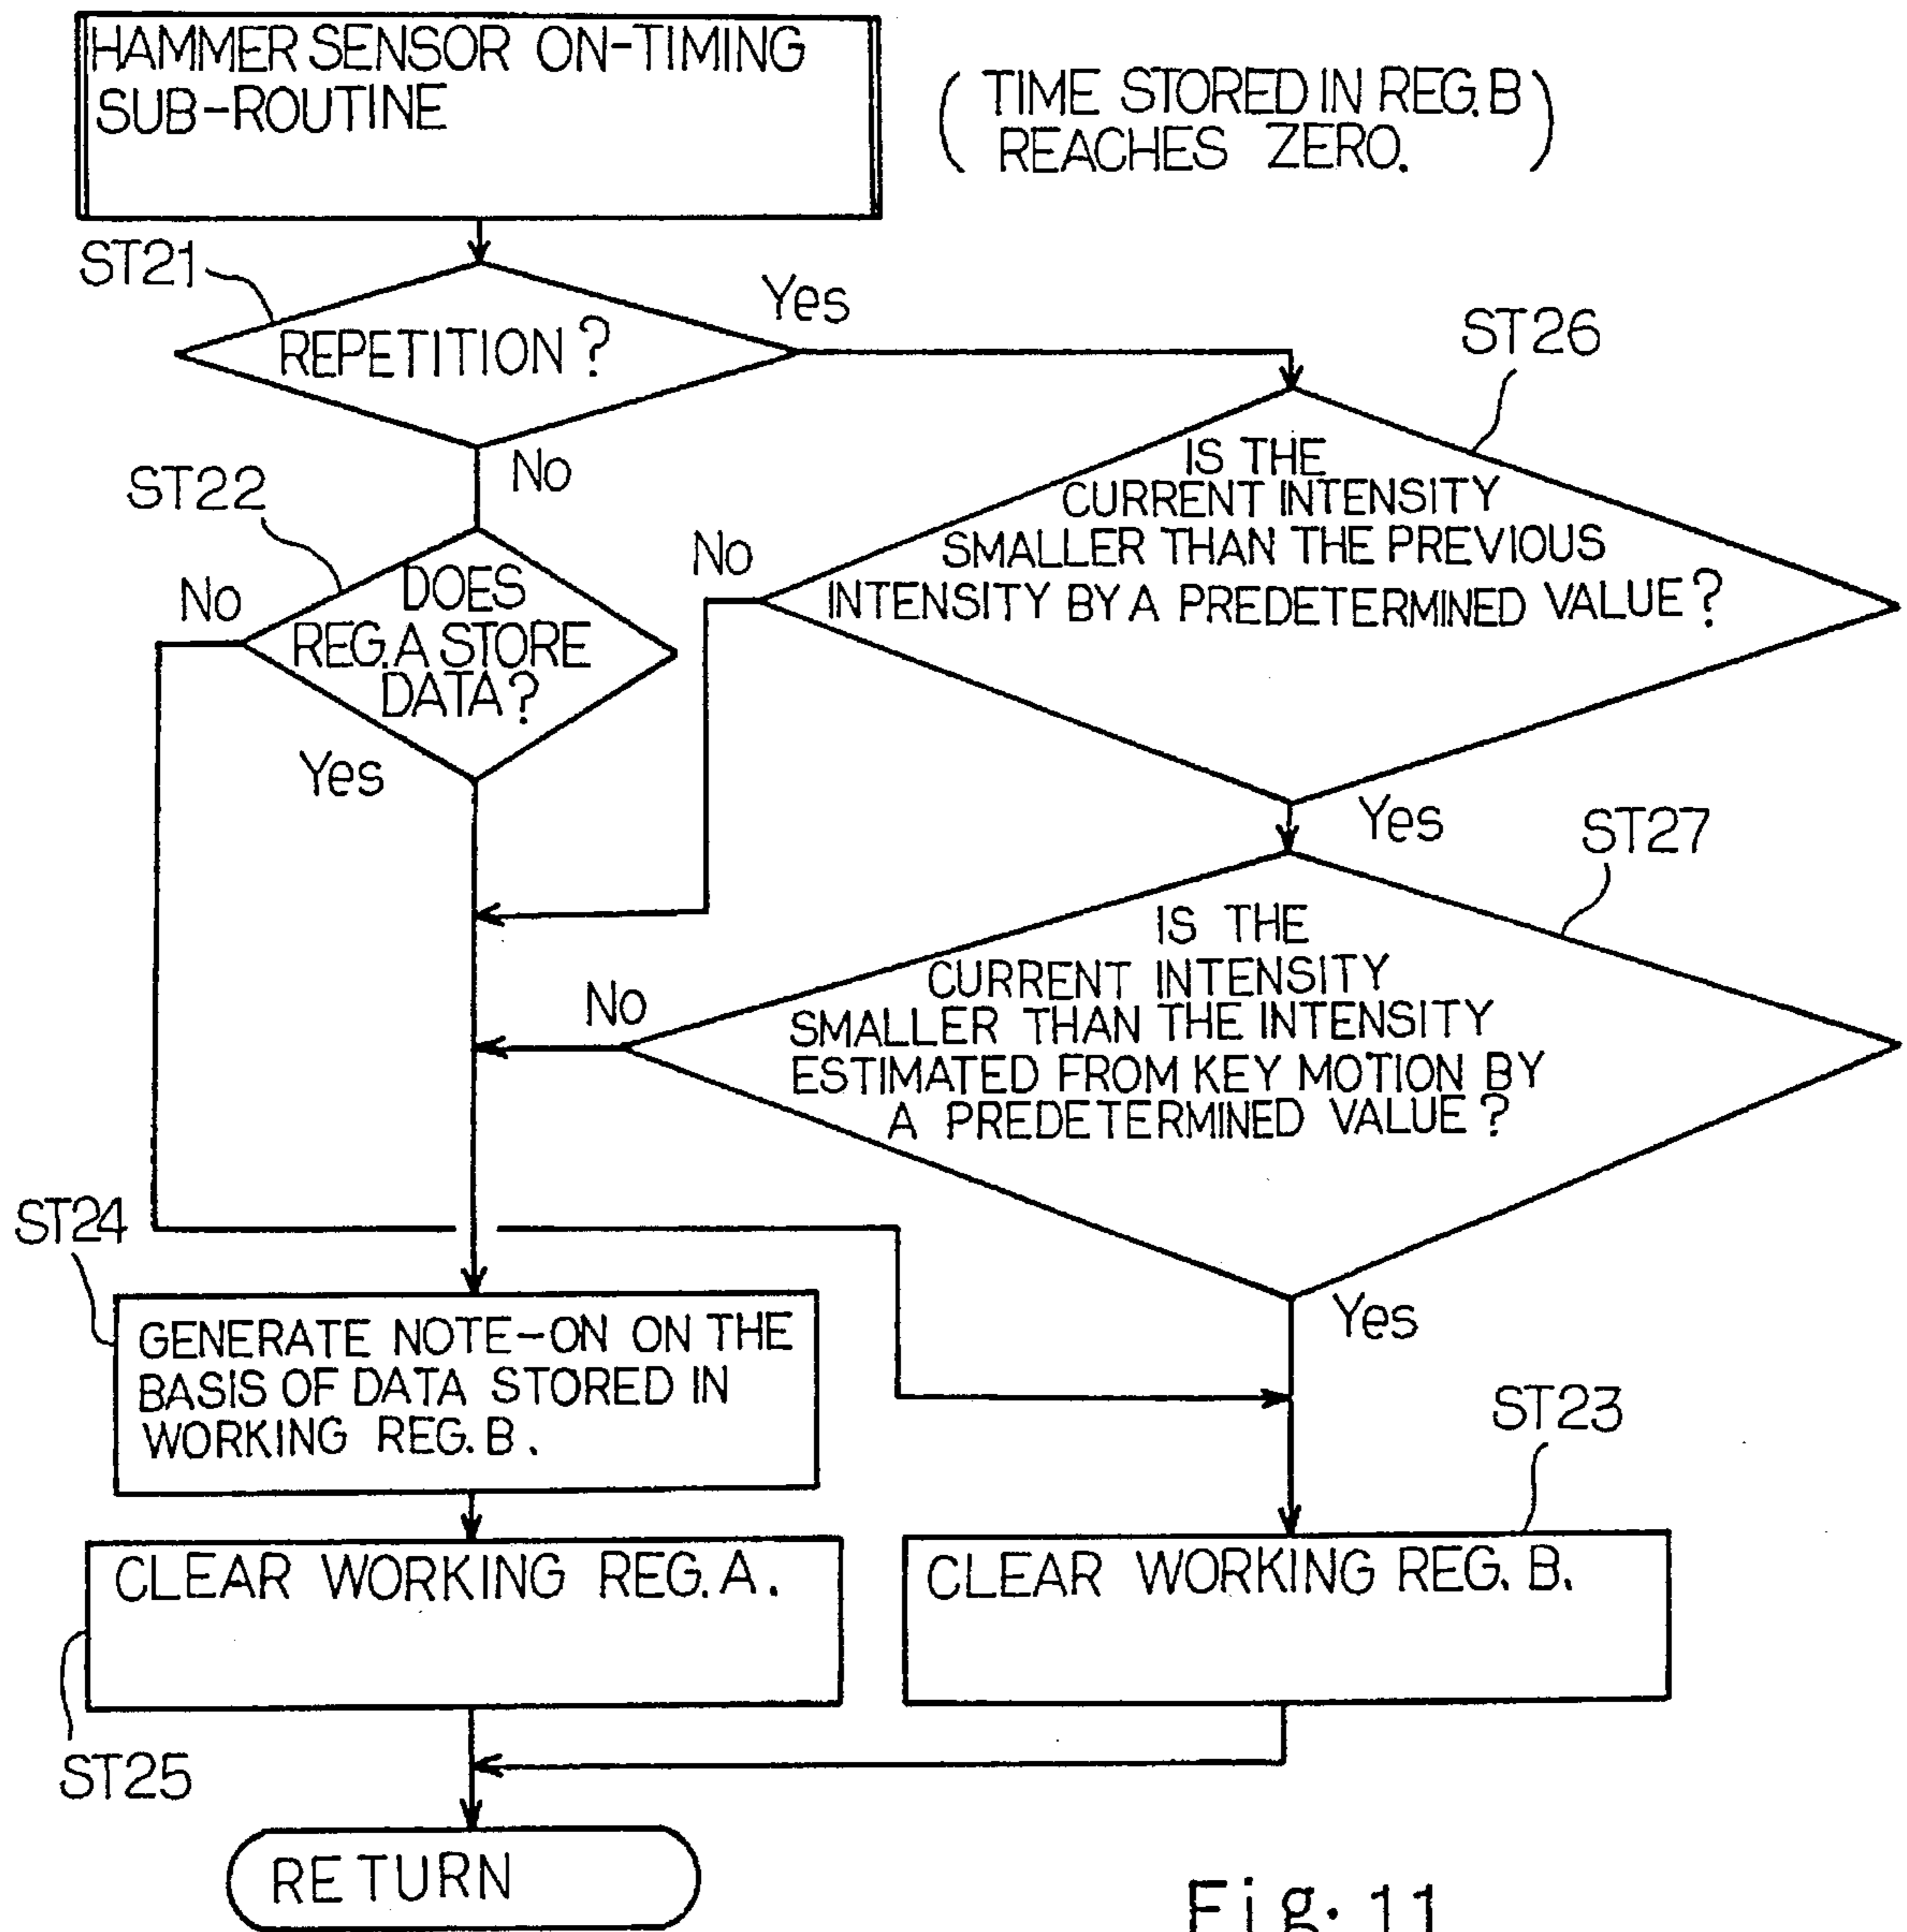 HAMMER SENSOR ON-TIMING
SUB-ROUTINE
( TIME STORED IN REG. B )
REACHES ZERO.
ST21
REPETITION?
Yes
No
ST26
IS THE
CURRENT INTENSITY
SMALLER THAN THE PREVIOUS
INTENSITY BY A PREDETERMINED VALUE?
No
Yes
ST22
No
DOES
REG. A STORE
DATA?
Yes
ST27
IS THE
CURRENT INTENSITY
SMALLER THAN THE INTENSITY
ESTIMATED FROM KEY MOTION BY
A PREDETERMINED VALUE?
No
Yes
ST24
GENERATE NOTE-ON ON THE
BASIS OF DATA STORED IN
WORKING REG. B.
ST23
CLEAR WORKING REG. A.
CLEAR WORKING REG. B.
ST25
RETURN
Fig. 11